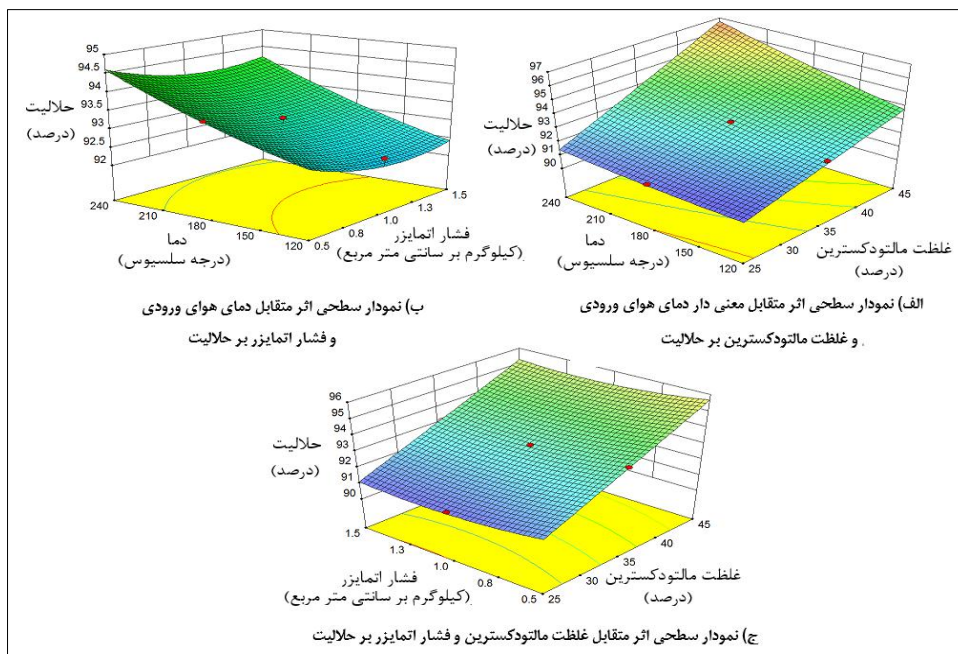 95
94.5
94
93.5
93
92.5
92
حلالیت
(درصد)
240
210
180
150
120
دما
(درجه سلسیوس)
0.5
0.8
1.0
1.3
1.5
فشار اتمایزر
(کیلوگرم بر سانتی متر مربع)
ب) نمودار سطحی اثر متقابل دمای هوای ورودی
و فشار اتمایزر بر حلالیت
97
96
95
94
93
92
91
90
حلالیت
(درصد)
240
210
180
150
120
دما
(درجه سلسیوس)
25
30
35
40
45
غلظت مالتودکسترین
(درصد)
الف) نمودار سطحی اثر متقابل معنی دار دمای هوای ورودی
و غلظت مالتودکسترین بر حلالیت
96
95
94
93
92
91
90
حلالیت
(درصد)
1.5
1.3
1.0
0.8
0.5
فشار اتمایزر
(کیلوگرم بر سانتی متر مربع)
25
30
35
40
45
غلظت مالتودکسترین
(درصد)
ج) نمودار سطحی اثر متقابل غلظت مالتودکسترین و فشار اتمایزر بر حلالیت